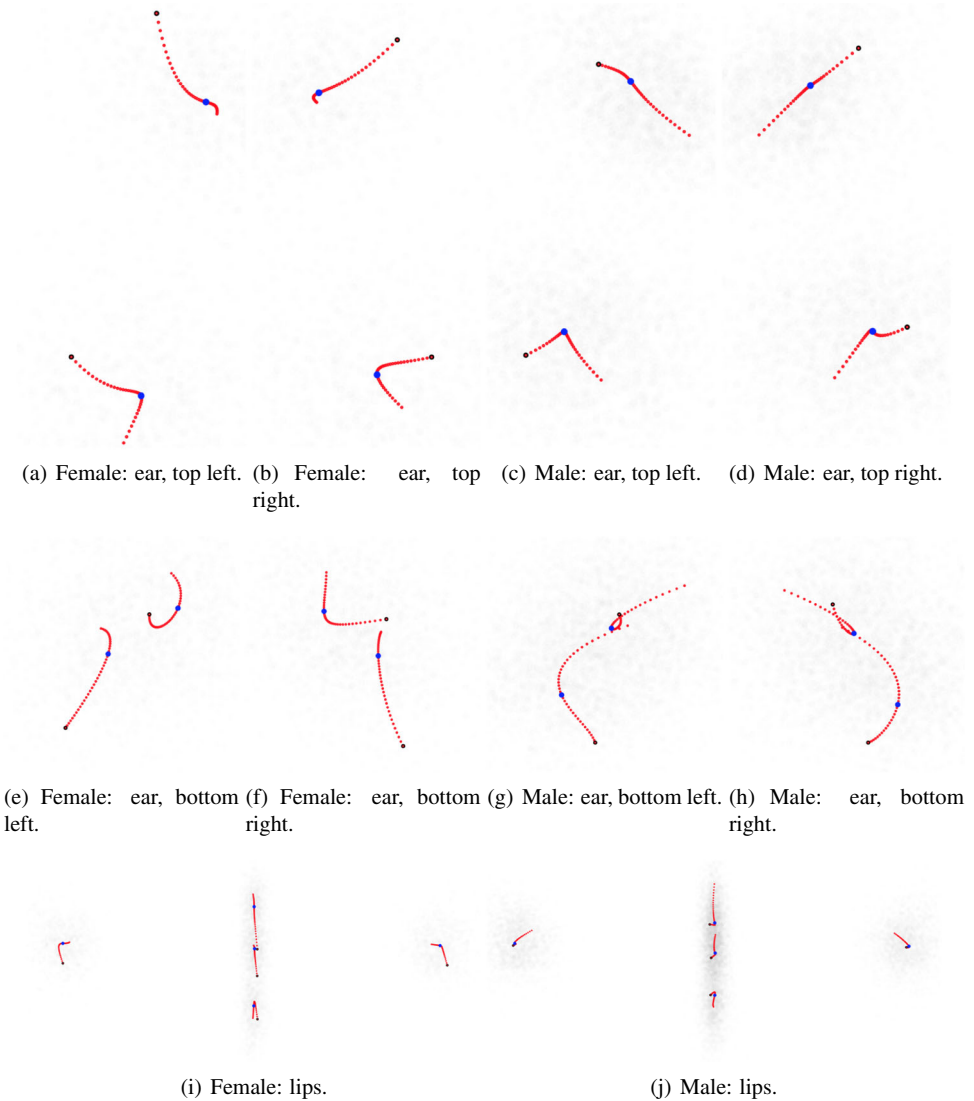 (a) Female: ear, top left.
(b) Female: ear, top
right.
(c) Male: ear, top left.
(d) Male: ear, top right.
(e) Female: ear, bottom
left.
(f) Female: ear, bottom
right.
(g) Male: ear, bottom left.
(h) Male: ear, bottom
right.
(i) Female: lips.
(j) Male: lips.